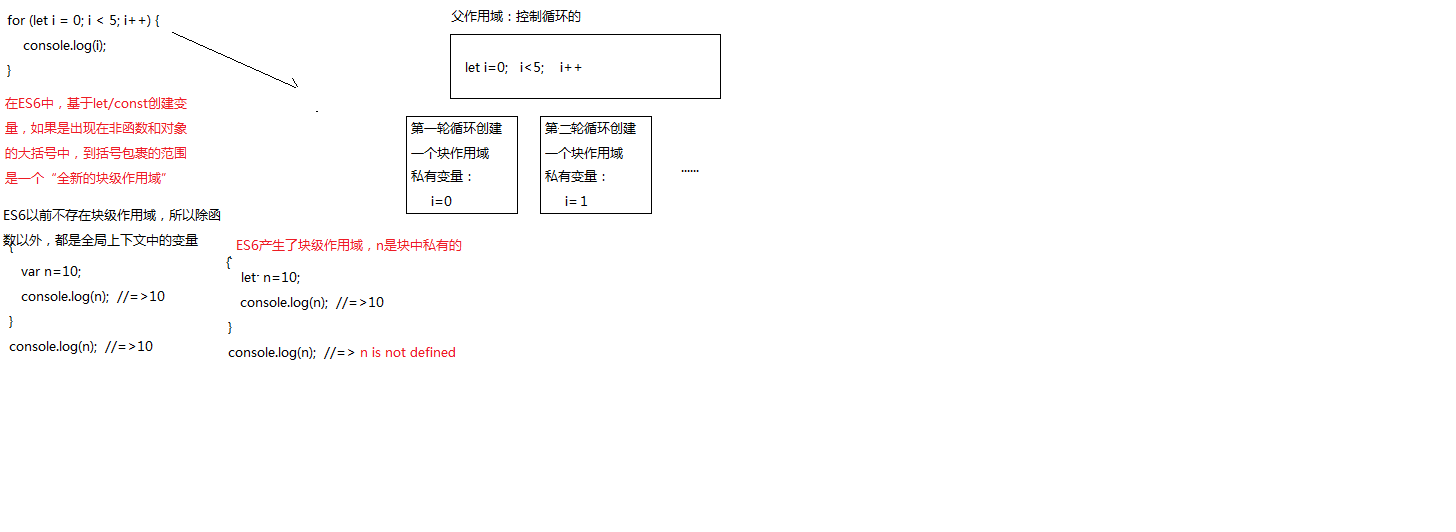 for (let i = 0; i < 5; i++) {
console.log(i);
}
在ES6中，基于let/const创建变
量，如果是出现在非函数和对象
的大括号中，到括号包裹的范围
是一个“全新的块级作用域”
父作用域：控制循环的
let i=0; i<5; i++
第一轮循环创建
一个块作用域
私有变量：
i=0
第二轮循环创建
一个块作用域
私有变量：
i= 1
......
ES6以前不存在块级作用域，所以除函
数以外，都是全局上下文中的变量
{
var n=10;
console.log(n); //=>10
}
console.log(n); //=>10
ES6产生了块级作用域，n是块中私有的
{
let n=10;
console.log(n); //=>10
}
console.log(n); //=> n is not defined